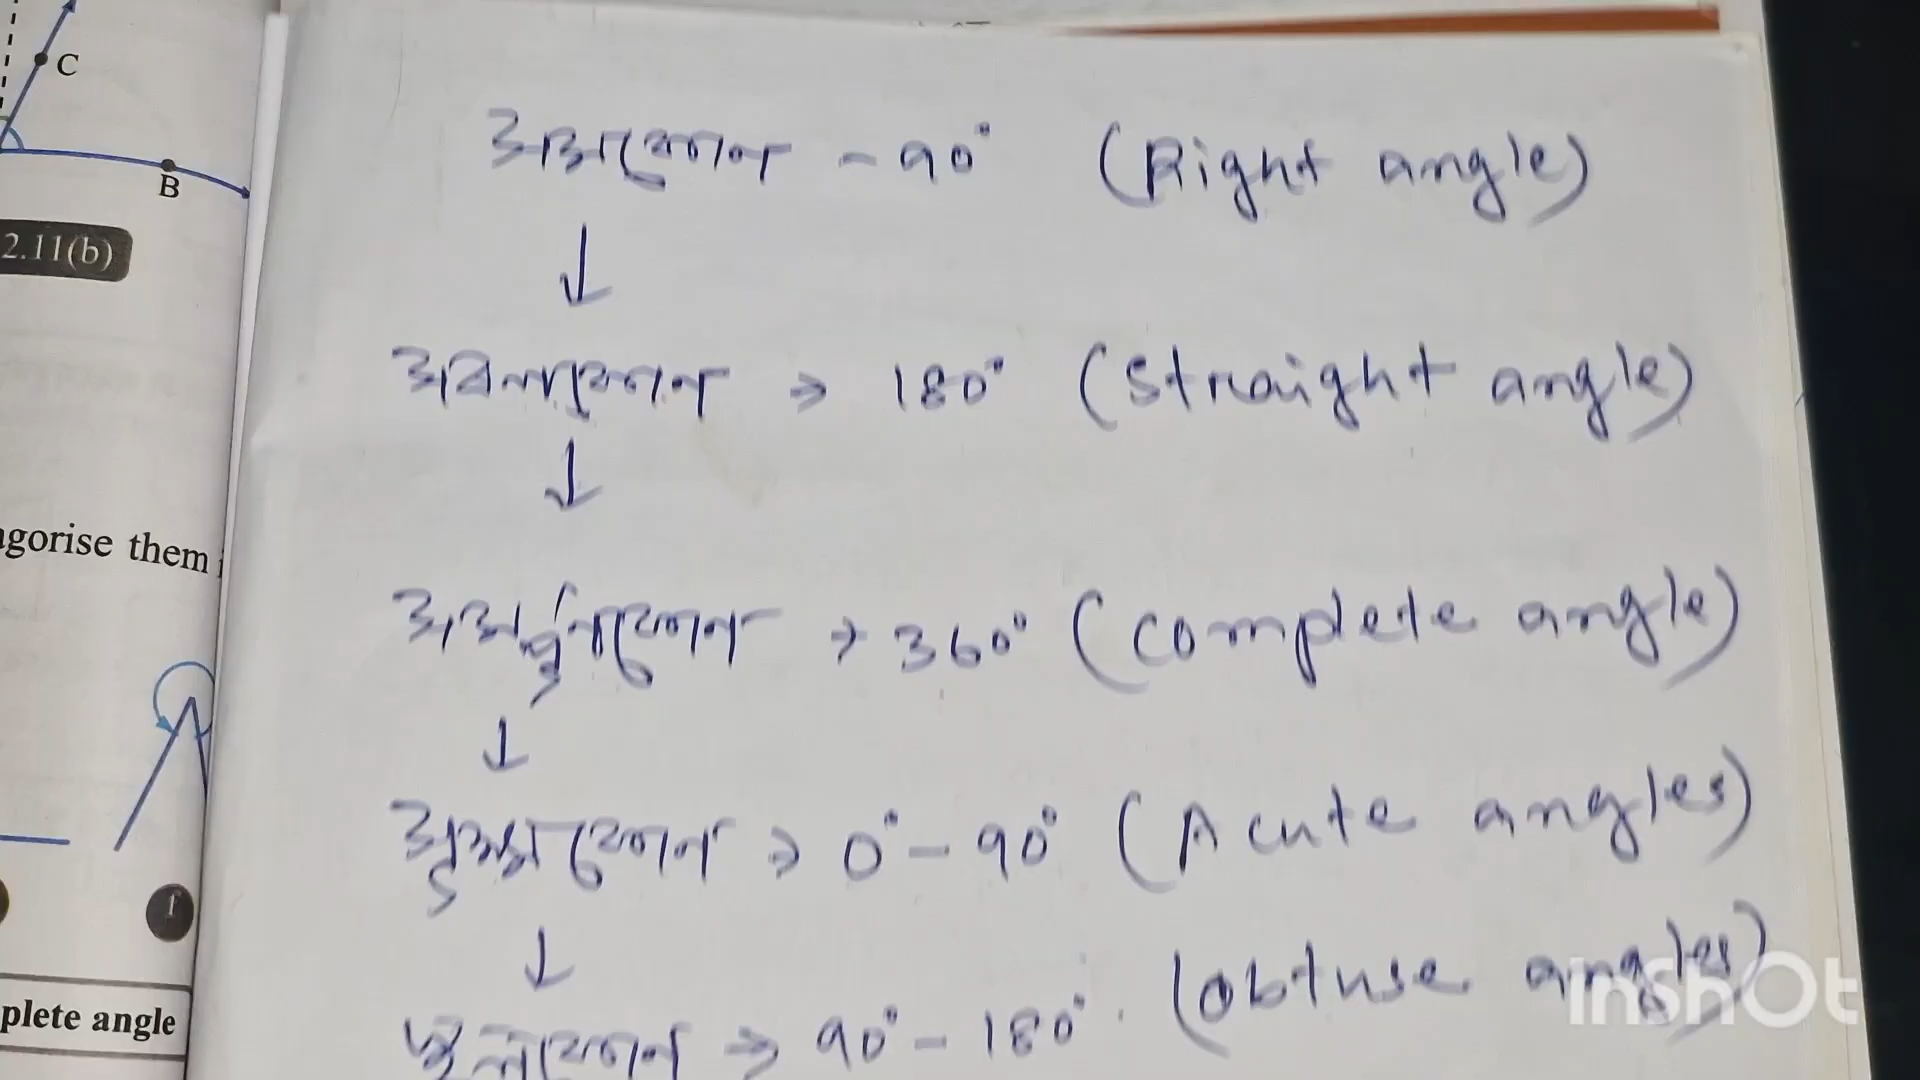 C
B
2.11(b)
সমকোণ - 90° (Right angle)
সৰলকোণ → 180° (Straight angle)
gorise them
সম্পূৰ্ণকোণ → 360° (Complete angle)
সূক্ষ্মকোণ → 0° - 90° (Acute angles)
f
(Obtuse angles)
স্থূলকোণ → 90° - 180°
plete angle
InShOt